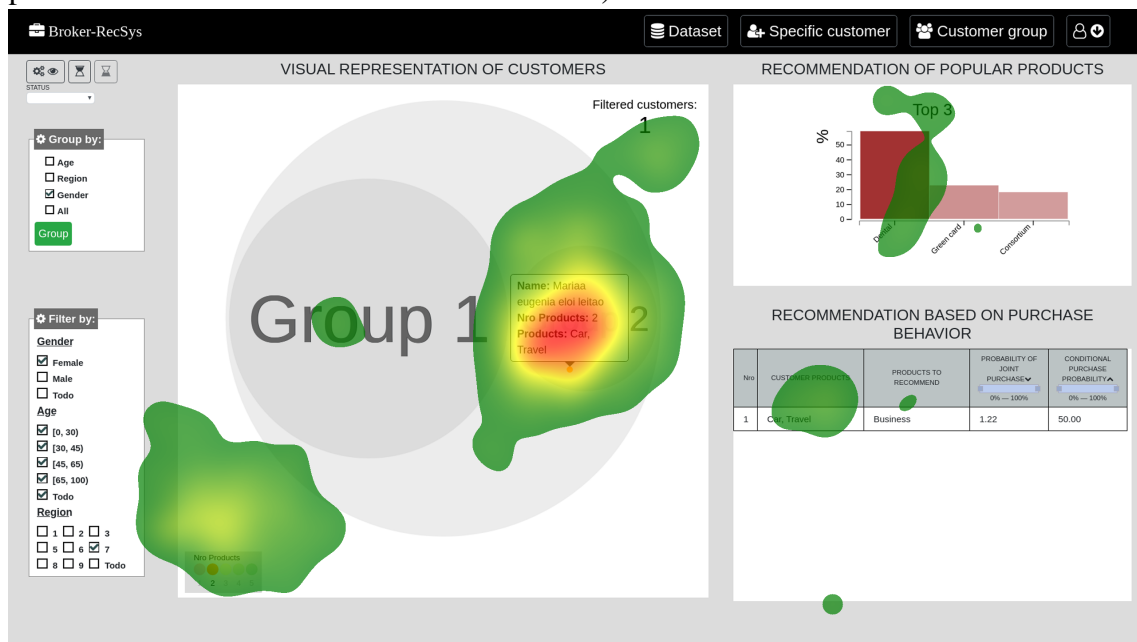 Broker-RecSys
Dataset
Specific customer
Customer group
STATUS
VISUAL REPRESENTATION OF CUSTOMERS
RECOMMENDATION OF POPULAR PRODUCTS
Filtered customers:
1
Group by:
Age
Region
Gender
All
Group
Filter by:
Gender
Female
Male
Todo
Age
[0, 30)
[30, 45)
[45, 65)
[65, 100)
Todo
Region
1 2 3
5 6 7
8 9 Todo
Group 1
2
Name: Mariaa
eugenia eloi leitao
Nro Products: 2
Products: Car,
Travel
Nro Products
2
Top 3
%
50
40
30
20
10
0
Dental
Green card
Consortium
RECOMMENDATION BASED ON PURCHASE
BEHAVIOR
Nro CUSTOMER PRODUCTS PRODUCTS TO RECOMMEND PROBABILITY OF JOINT PURCHASE CONDITIONAL PURCHASE PROBABILITY
0% — 100% 0% — 100%
1 Car, Travel Business 1.22 50.00